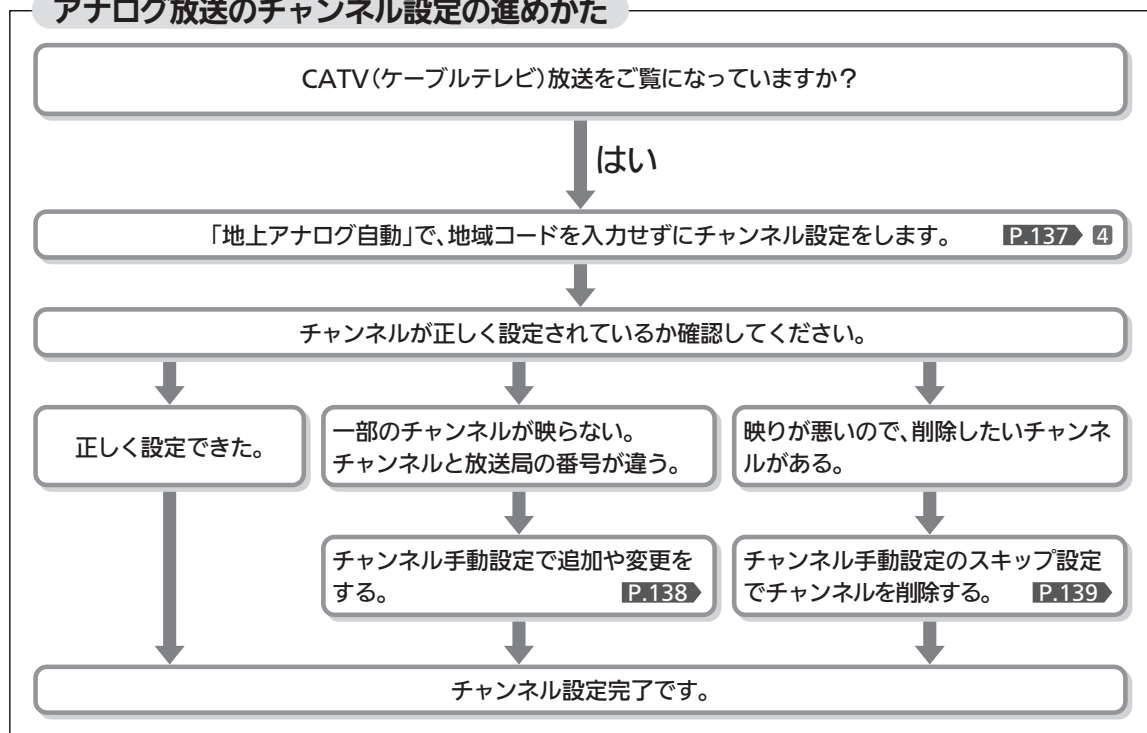 アナログ放送のチャンネル設定の進めかた
CATV(ケーブルテレビ)放送をご覧になっていますか？
はい
「地上アナログ自動」で、地域コードを入力せずにチャンネル設定をします。 P.137 4
チャンネルが正しく設定されているか確認してください。
正しく設定できた。
一部のチャンネルが映らない。
チャンネルと放送局の番号が違う。
映りが悪いので、削除したいチャンネ
ルがある。
チャンネル手動設定で追加や変更を
する。 P.138
チャンネル手動設定のスキップ設定
でチャンネルを削除する。 P.139
チャンネル設定完了です。